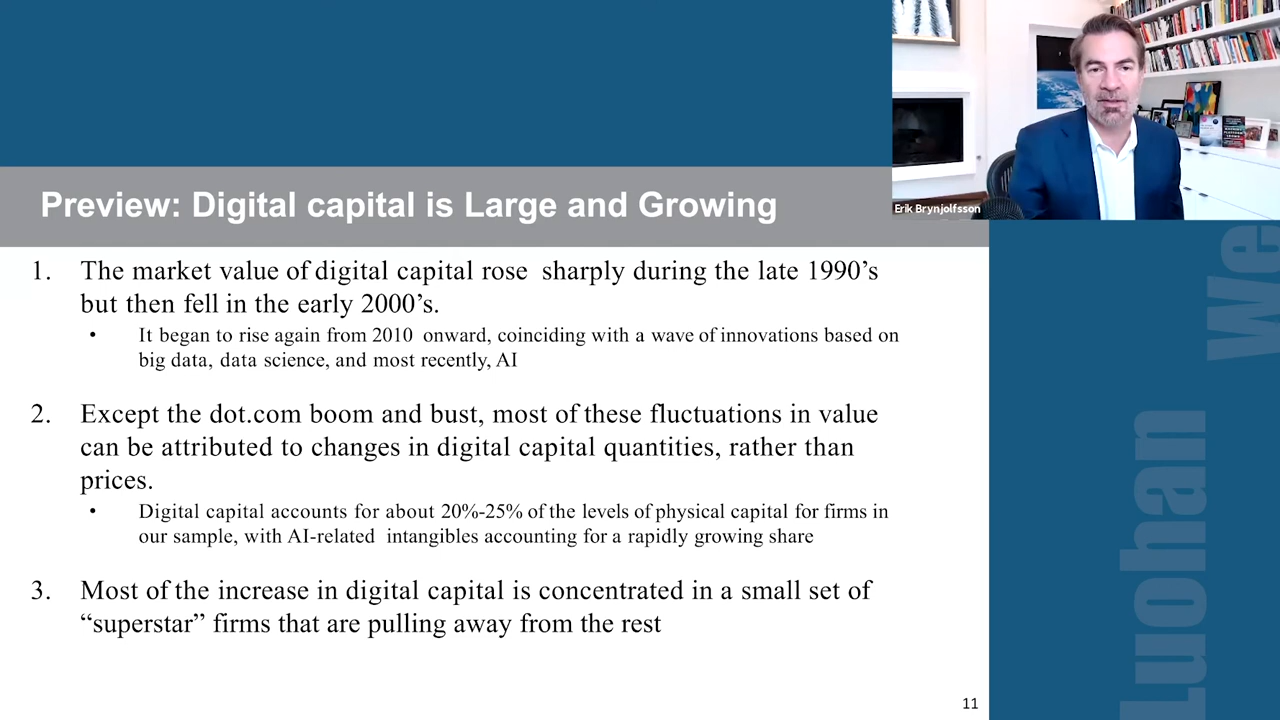 Erik Brynjolfsson
Preview: Digital capital is Large and Growing
1. The market value of digital capital rose sharply during the late 1990’s
but then fell in the early 2000’s.
• It began to rise again from 2010 onward, coinciding with a wave of innovations based on
big data, data science, and most recently, AI
2. Except the dot.com boom and bust, most of these fluctuations in value
can be attributed to changes in digital capital quantities, rather than
prices.
• Digital capital accounts for about 20%-25% of the levels of physical capital for firms in
our sample, with AI-related intangibles accounting for a rapidly growing share
3. Most of the increase in digital capital is concentrated in a small set of
“superstar” firms that are pulling away from the rest
11
Luohan We